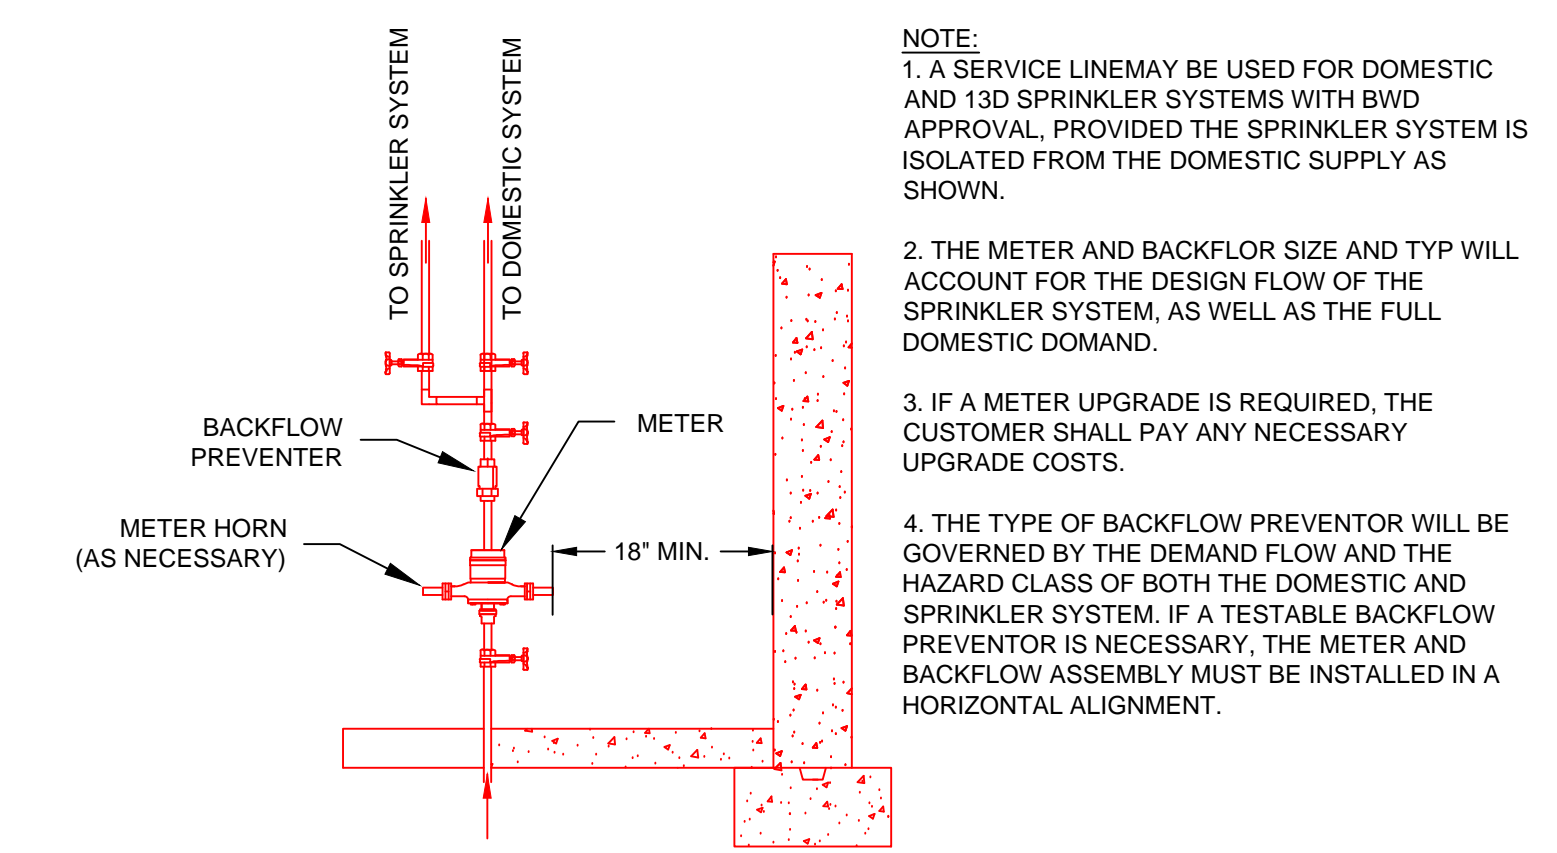 TO SPRINKLER SYSTEM
TO DOMESTIC SYSTEM
BACKFLOW
PREVENTER
METER
METER HORN
(AS NECESSARY)
18" MIN.
NOTE:
1. A SERVICE LINEMAY BE USED FOR DOMESTIC
AND 13D SPRINKLER SYSTEMS WITH BWD
APPROVAL, PROVIDED THE SPRINKLER SYSTEM IS
ISOLATED FROM THE DOMESTIC SUPPLY AS
SHOWN.
2. THE METER AND BACKFLOR SIZE AND TYP WILL
ACCOUNT FOR THE DESIGN FLOW OF THE
SPRINKLER SYSTEM, AS WELL AS THE FULL
DOMESTIC DOMAND.
3. IF A METER UPGRADE IS REQUIRED, THE
CUSTOMER SHALL PAY ANY NECESSARY
UPGRADE COSTS.
4. THE TYPE OF BACKFLOW PREVENTOR WILL BE
GOVERNED BY THE DEMAND FLOW AND THE
HAZARD CLASS OF BOTH THE DOMESTIC AND
SPRINKLER SYSTEM. IF A TESTABLE BACKFLOW
PREVENTOR IS NECESSARY, THE METER AND
BACKFLOW ASSEMBLY MUST BE INSTALLED IN A
HORIZONTAL ALIGNMENT.